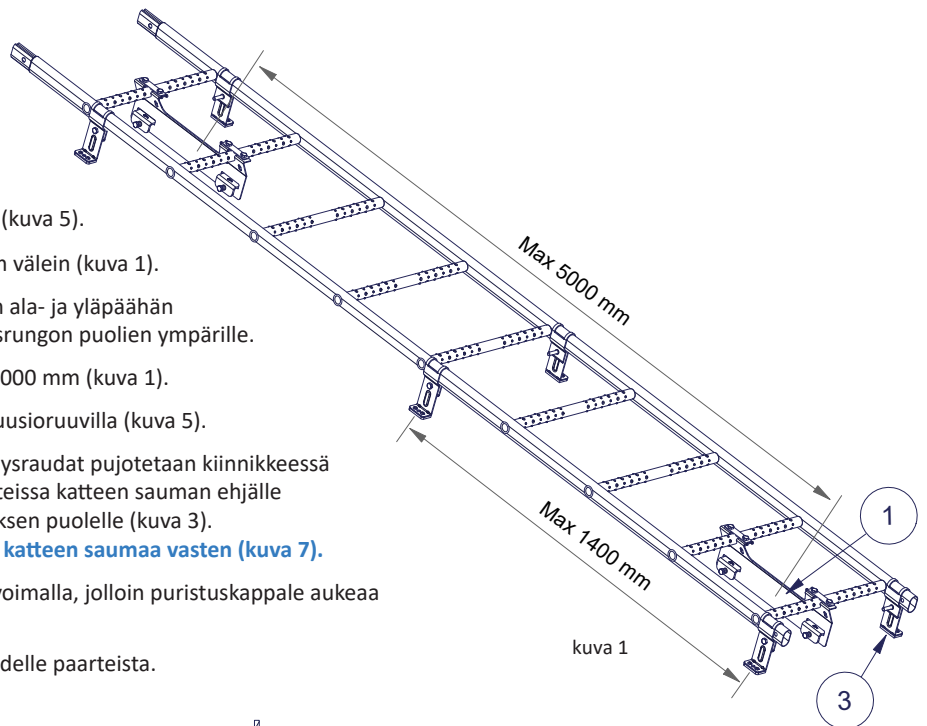 (kuva 5).
välein (kuva 1).
ala- ja yläpäähän
rungon puolien ympärille.
000 mm (kuva 1).
uusioruuvilla (kuva 5).
ysraudat pujotetaan kiinnikkeessä
teissa katteen sauman ehjälle
ksen puolelle (kuva 3).
katteen saumaa vasten (kuva 7).
voimalla, jolloin puristuskappale aukeaa
delle paarteista.
Max 5000 mm
Max 1400 mm
1
3
kuva 1